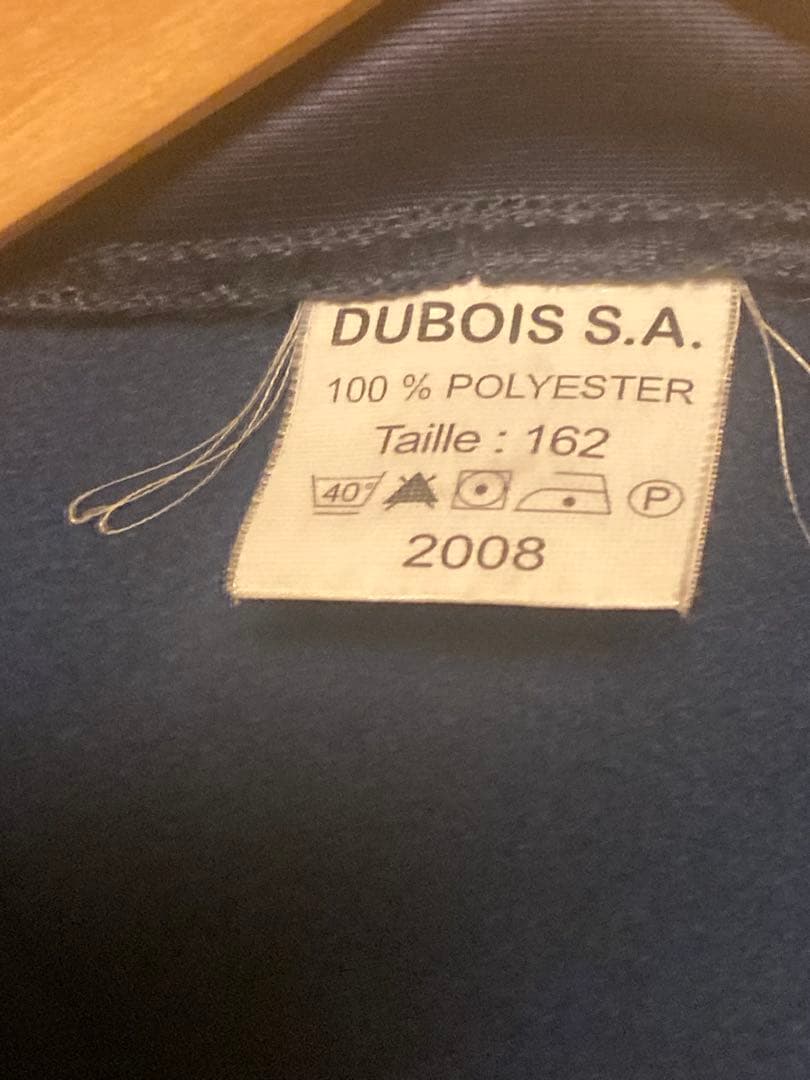 DUBOIS S.A.
100 % POLYESTER
Taille : 162
40° P
2008